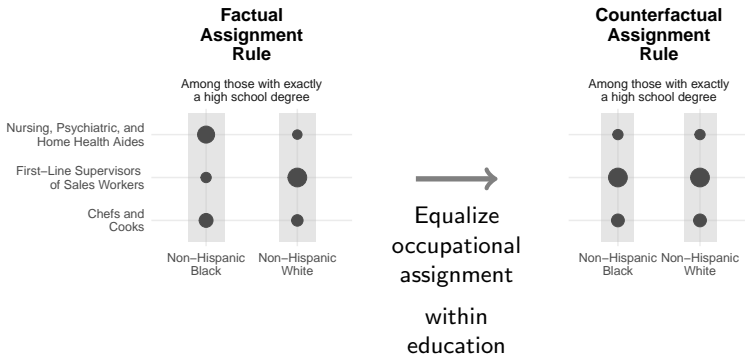 Factual
Assignment
Rule
Among those with exactly
a high school degree
Nursing, Psychiatric, and
Home Health Aides
First−Line Supervisors
of Sales Workers
Chefs and
Cooks
Non−Hispanic
Black
Non−Hispanic
White
Equalize
occupational
assignment
within
education
Counterfactual
Assignment
Rule
Among those with exactly
a high school degree
Non−Hispanic
Black
Non−Hispanic
White